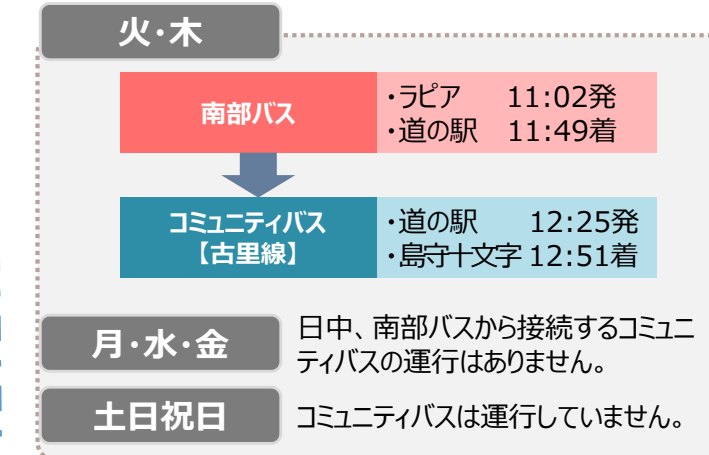 火・木
南部バス
・ラピア 11:02発
・道の駅 11:49着
コミュニティバス
【古里線】
・道の駅 12:25発
・島守十文字 12:51着
月・水・金
日中、南部バスから接続するコミュニ
ティバスの運行はありません。
土日祝日
コミュニティバスは運行していません。